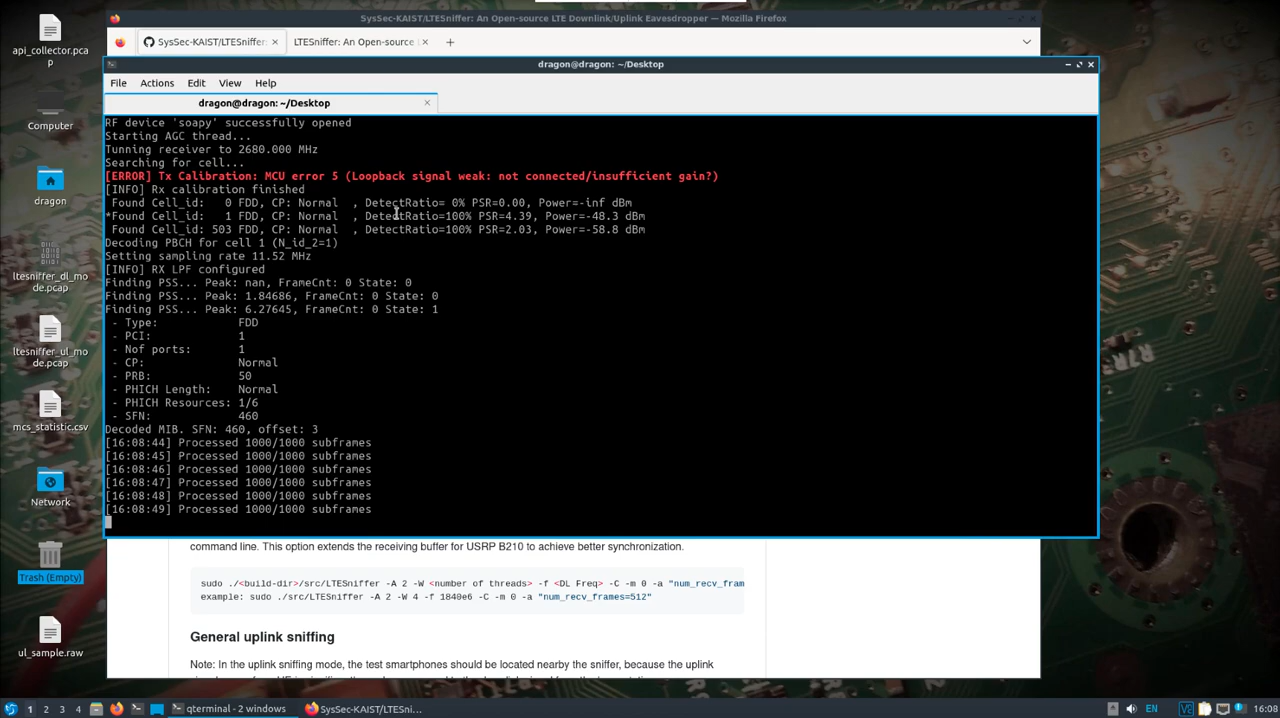 SysSec-KAIST/LTESniffer: An Open-source LTE Downlink/Uplink Eavesdropper — Mozilla Firefox
SysSec-KAIST/LTESniffer:
LTESniffer: An Open-source
dragon@dragon: ~/Desktop
File Actions Edit View Help
dragon@dragon: ~/Desktop
RF device 'soapy' successfully opened
Starting AGC thread...
Tunning receiver to 2680.000 MHz
Searching for cell...
[ERROR] Tx Calibration: MCU error 5 (Loopback signal weak: not connected/insufficient gain?)
[INFO] Rx calibration finished
Found Cell_id:   0 FDD, CP: Normal  , DetectRatio= 0% PSR=0.00, Power=-inf dBm
*Found Cell_id:   1 FDD, CP: Normal  , DetectRatio=100% PSR=4.39, Power=-48.3 dBm
Found Cell_id: 503 FDD, CP: Normal  , DetectRatio=100% PSR=2.03, Power=-58.8 dBm
Decoding PBCH for cell 1 (N_id_2=1)
Setting sampling rate 11.52 MHz
[INFO] RX LPF configured
Finding PSS... Peak: nan, FrameCnt: 0 State: 0
Finding PSS... Peak: 1.84686, FrameCnt: 0 State: 0
Finding PSS... Peak: 6.27645, FrameCnt: 0 State: 1
- Type: FDD
- PCI: 1
- Nof ports: 1
- CP: Normal
- PRB: 50
- PHICH Length: Normal
- PHICH Resources: 1/6
- SFN: 460
Decoded MIB. SFN: 460, offset: 3
[16:08:44] Processed 1000/1000 subframes
[16:08:45] Processed 1000/1000 subframes
[16:08:46] Processed 1000/1000 subframes
[16:08:47] Processed 1000/1000 subframes
[16:08:48] Processed 1000/1000 subframes
[16:08:49] Processed 1000/1000 subframes
command line. This option extends the receiving buffer for USRP B210 to achieve better synchronization.
sudo ./<build-dir>/src/LTESniffer -A 2 -W <number of threads> -f <DL Freq> -C -m 0 -a "num_recv_fram
example: sudo ./src/LTESniffer -A 2 -W 4 -f 1840e6 -C -m 0 -a "num_recv_frames=512"
General uplink sniffing
Note: In the uplink sniffing mode, the test smartphones should be located nearby the sniffer, because the uplink
api_collector.pca
p
Computer
dragon
ltesniffer_dl_mo
de.pcap
ltesniffer_ul_mo
de.pcap
mcs_statistic.csv
Network
Trash (Empty)
ul_sample.raw
1 2 3 4
qterminal - 2 windows
SysSec-KAIST/LTESni...
EN
16:08